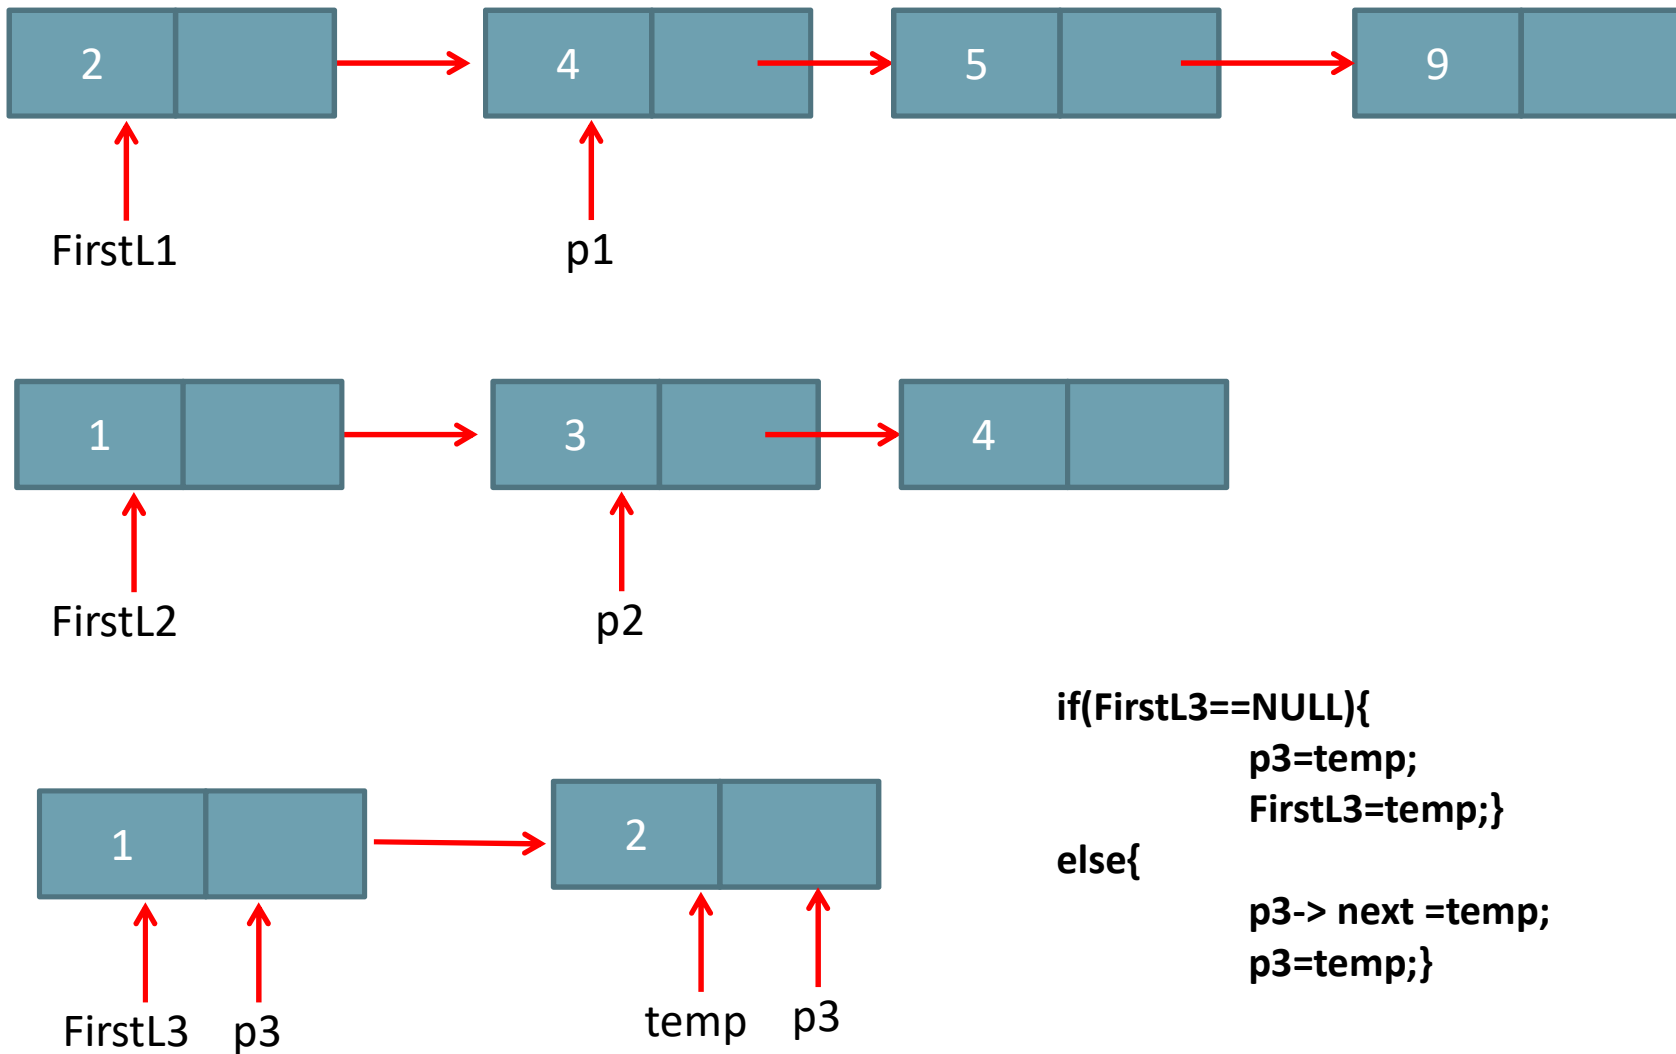 2 4 5 9
FirstL1 p1
1 3 4
FirstL2 p2
1 2
FirstL3 p3 temp p3
if(FirstL3==NULL){
p3=temp;
FirstL3=temp;}
else{
p3-> next =temp;
p3=temp;}